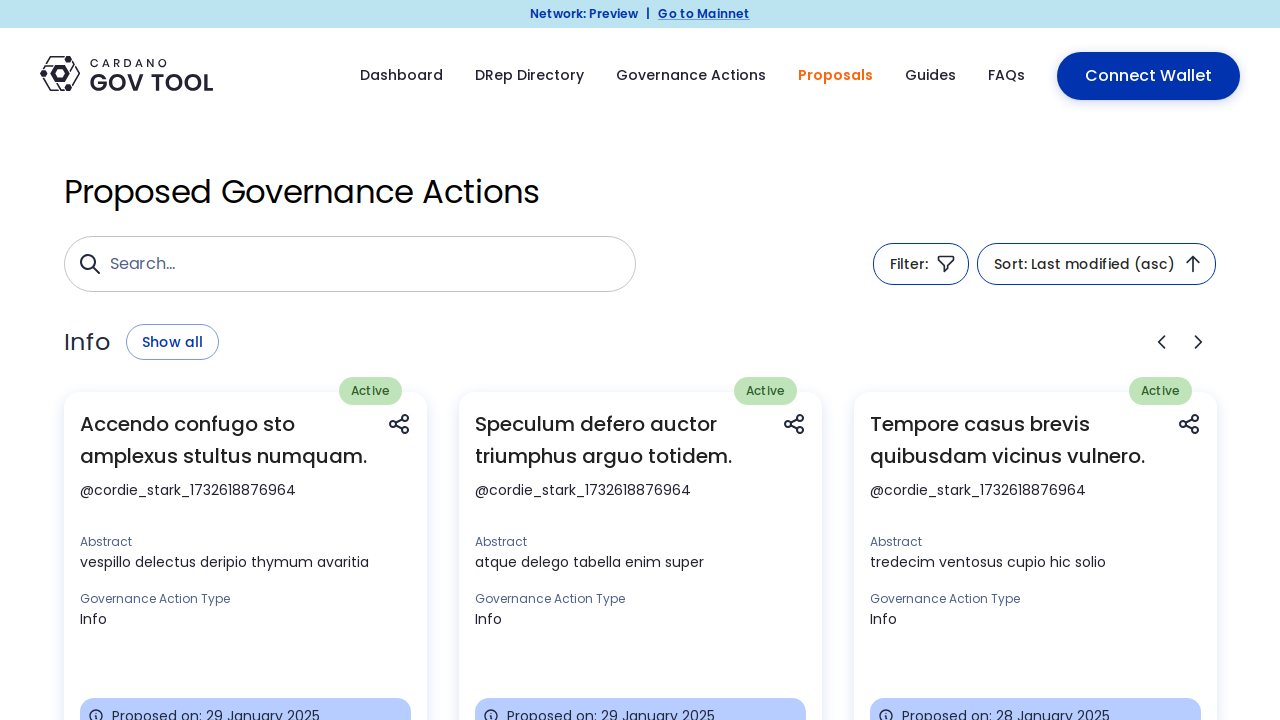 Network: Preview | Go to Mainnet
CARDANO
GOV TOOL
Dashboard
DRep Directory
Governance Actions
Proposals
Guides
FAQs
Connect Wallet
Proposed Governance Actions
Search...
Filter:
Sort: Last modified (asc)
Info
Show all
Active
Accendo confugo sto
amplexus stultus numquam.
@cordie_stark_1732618876964
Abstract
vespillo delectus deripio thymum avaritia
Governance Action Type
Info
Proposed on: 29 January 2025
Active
Speculum defero auctor
triumphus arguo totidem.
@cordie_stark_1732618876964
Abstract
atque delego tabella enim super
Governance Action Type
Info
Proposed on: 29 January 2025
Active
Tempore casus brevis
quibusdam vicinus vulnero.
@cordie_stark_1732618876964
Abstract
tredecim ventosus cupio hic solio
Governance Action Type
Info
Proposed on: 28 January 2025